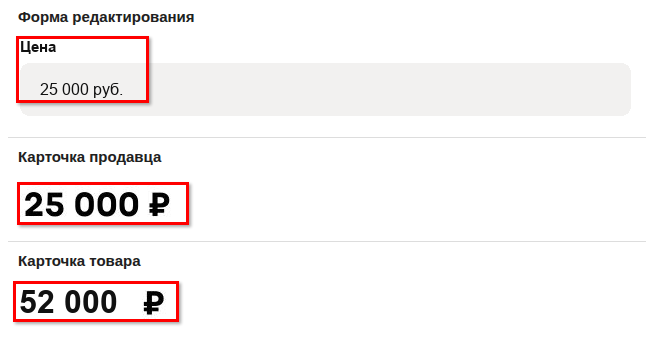 Форма редактирования
Цена
25 000 руб.
Карточка продавца
25 000 ₽
Карточка товара
52 000 ₽